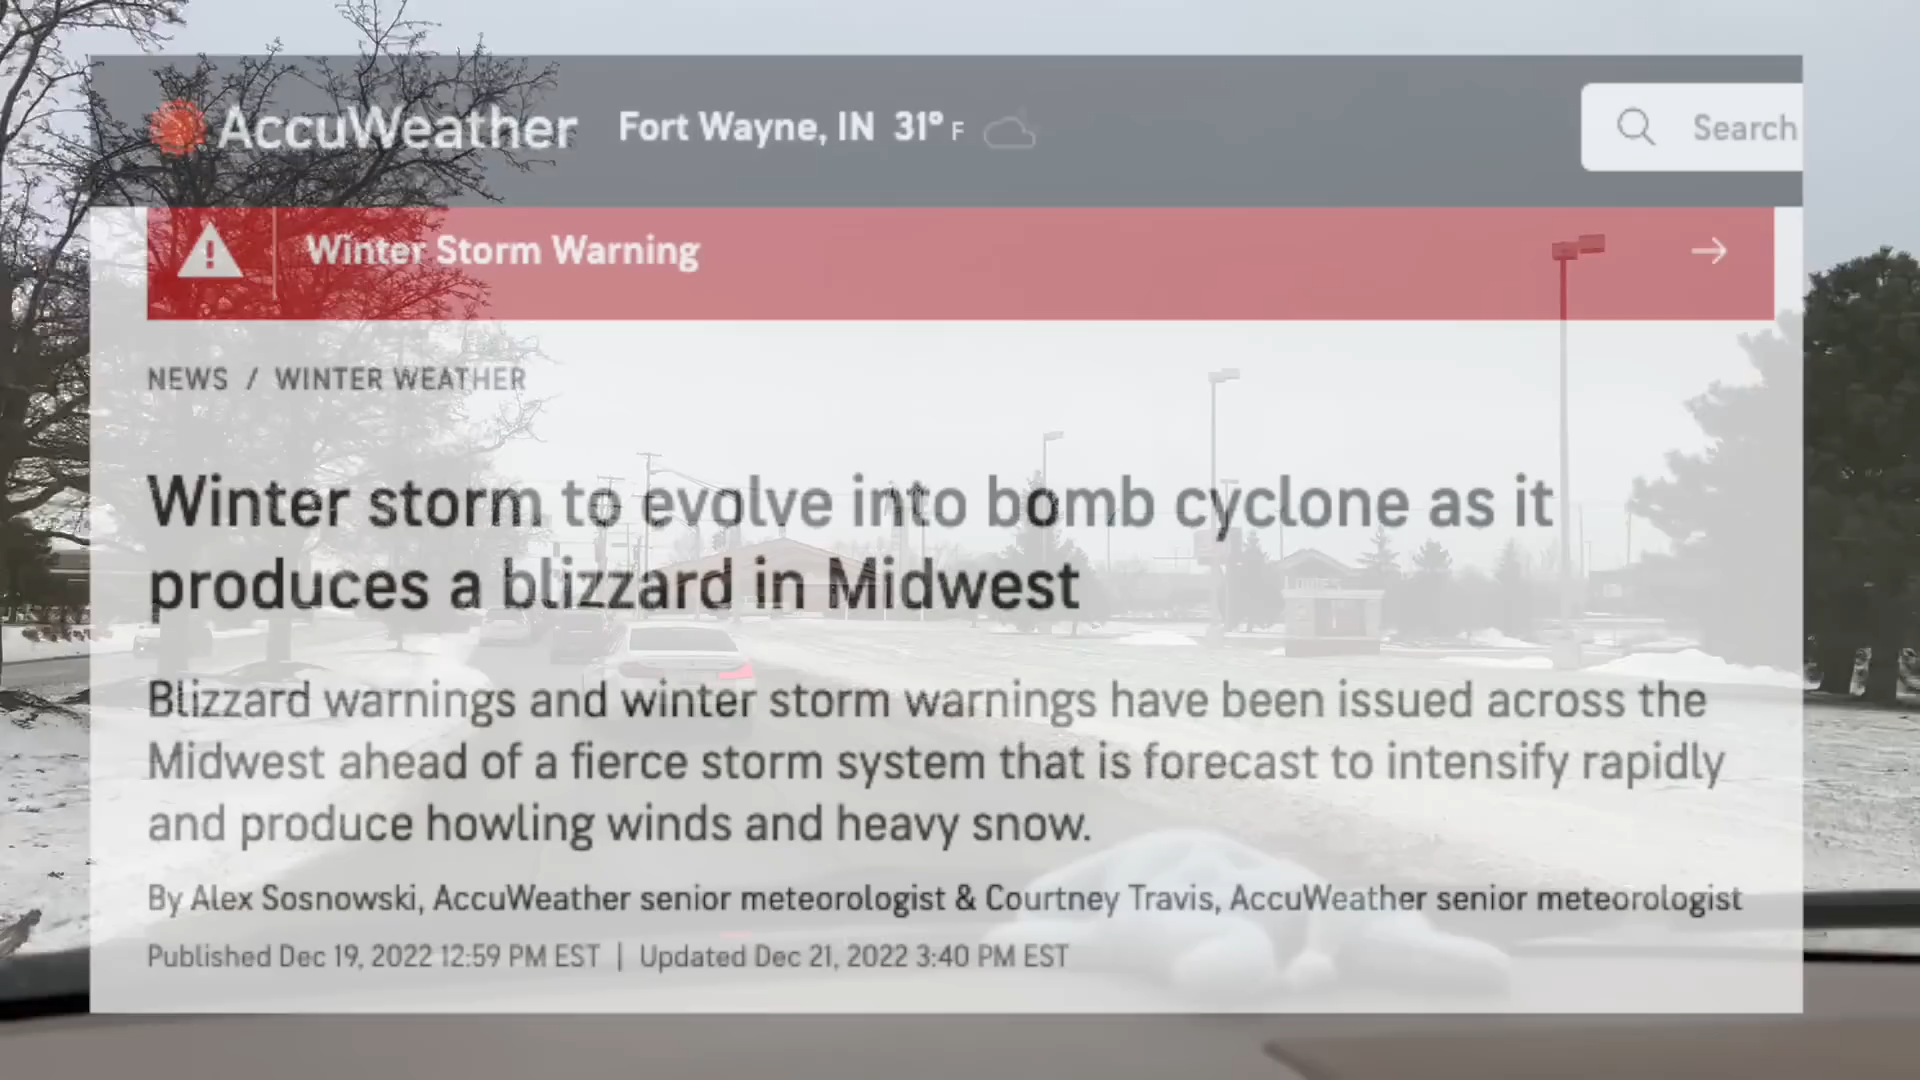 AccuWeather Fort Wayne, IN 31° F Search
Winter Storm Warning
NEWS / WINTER WEATHER
Winter storm to evolve into bomb cyclone as it
produces a blizzard in Midwest
Blizzard warnings and winter storm warnings have been issued across the
Midwest ahead of a fierce storm system that is forecast to intensify rapidly
and produce howling winds and heavy snow.
By Alex Sosnowski, AccuWeather senior meteorologist & Courtney Travis, AccuWeather senior meteorologist
Published Dec 19, 2022 12:59 PM EST | Updated Dec 21, 2022 3:40 PM EST